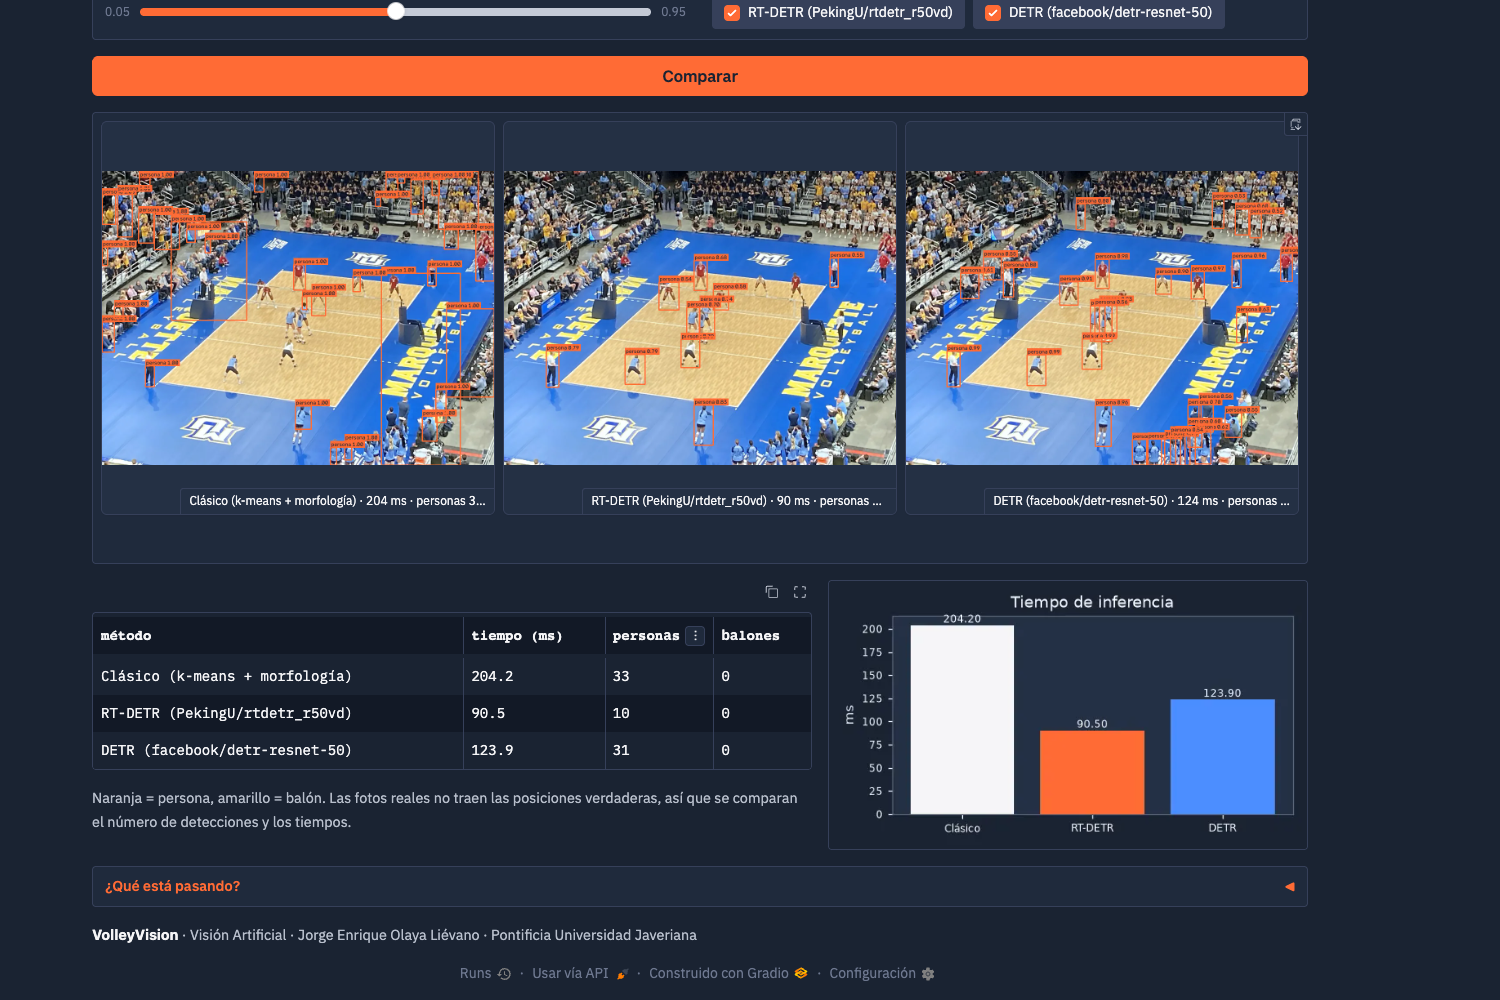 0.05
0.95
RT-DETR (PekingU/rtdetr_r50vd)
DETR (facebook/detr-resnet-50)
Comparar
Clásico (k-means + morfología) · 204 ms · personas 3...
RT-DETR (PekingU/rtdetr_r50vd) · 90 ms · personas ...
DETR (facebook/detr-resnet-50) · 124 ms · personas ...
método tiempo (ms) personas balones
Clásico (k-means + morfología) 204.2 33 0
RT-DETR (PekingU/rtdetr_r50vd) 90.5 10 0
DETR (facebook/detr-resnet-50) 123.9 31 0
Naranja = persona, amarillo = balón. Las fotos reales no traen las posiciones verdaderas, así que se comparan
el número de detecciones y los tiempos.
Tiempo de inferencia
ms
200
175
150
125
100
75
50
25
0
204.20
90.50
123.90
Clásico
RT-DETR
DETR
¿Qué está pasando?
VolleyVision · Visión Artificial · Jorge Enrique Olaya Liévano · Pontificia Universidad Javeriana
Runs · Usar vía API · Construido con Gradio · Configuración